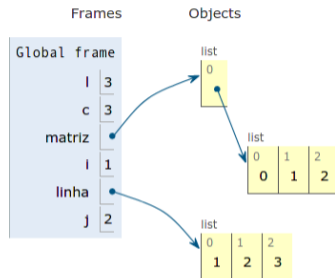 Frames Objects
Global frame
l 3
c 3
matriz
i 1
linha
j 2
list
0
list
0 1 2
0 1 2
list
0 1 2
1 2 3